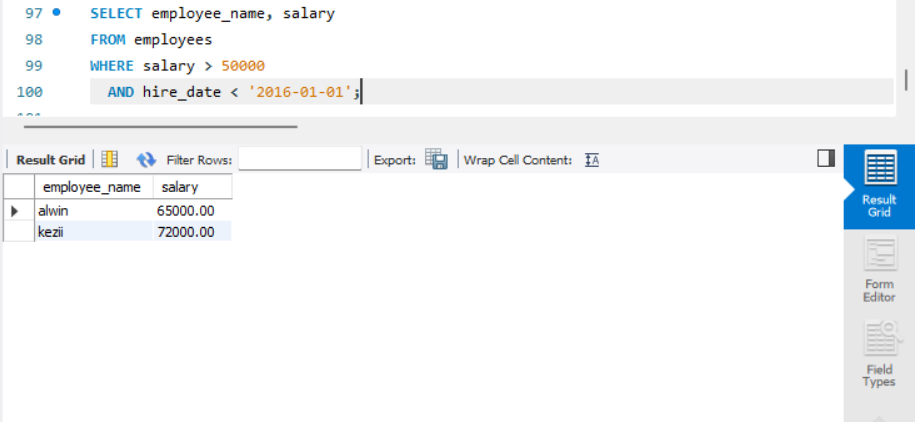 97 SELECT employee_name, salary
98 FROM employees
99 WHERE salary > 50000
100 AND hire_date < '2016-01-01';
Result Grid Filter Rows: Export: Wrap Cell Content: IA
employee_name salary
alwin 65000.00
kezii 72000.00
Result
Grid
Form
Editor
Field
Types